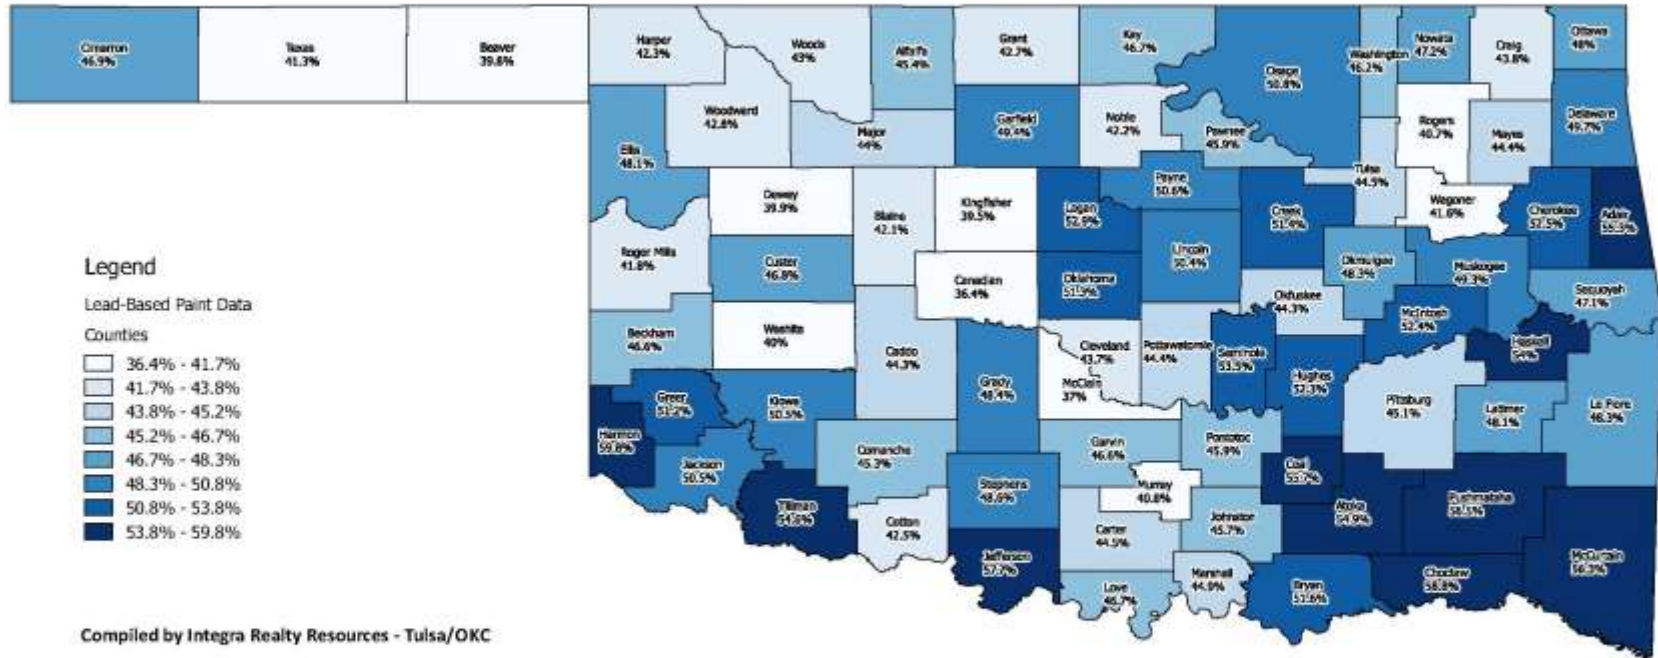 Cimarron
46.9%
Texas
41.3%
Beaver
39.8%
Harper
42.3%
Woods
43%
Alfalfa
45.4%
Grant
42.7%
Kay
46.7%
Osage
50.8%
Washington
46.2%
Nowata
47.2%
Craig
43.8%
Ottawa
48%
Woodward
42.8%
Ellis
48.1%
Major
44%
Garfield
49.4%
Noble
42.2%
Pawnee
45.9%
Rogers
40.7%
Mayes
44.4%
Delaware
49.7%
Dewey
39.9%
Blaine
42.1%
Kingfisher
39.5%
Logan
52.9%
Payne
50.6%
Creek
51.4%
Tulsa
44.5%
Wagoner
41.6%
Cherokee
52.5%
Adair
Roger Mills
41.8%
Custer
46.8%
Canadian
36.4%
Oklahoma
51.9%
Lincoln
50.4%
Okmulgee
48.3%
Muskogee
49.3%
Sequoyah
47.1%
Okfuskee
44.3%
McIntosh
52.4%
Haskell
54%
Beckham
46.6%
Washita
40%
Caddo
44.3%
Grady
48.4%
Cleveland
43.7%
McClain
37%
Pottawatomie
44.4%
Seminole
Hughes
52.3%
Pittsburg
45.1%
Latimer
48.1%
Le Flore
48.3%
Harmon
59.8%
Greer
51.2%
Kiowa
50.5%
Jackson
50.5%
Tillman
Comanche
45.3%
Stephens
48.6%
Garvin
46.6%
Pontotoc
45.9%
Coal
Murray
40.8%
Atoka
54.9%
Pushmataha
Cotton
42.5%
Jefferson
57.7%
Carter
44.5%
Johnston
45.7%
Love
46.7%
Marshall
44.9%
Bryan
51.6%
Choctaw
58.8%
McCurtain
Legend
Lead-Based Paint Data
Counties
36.4% - 41.7%
41.7% - 43.8%
43.8% - 45.2%
45.2% - 46.7%
46.7% - 48.3%
48.3% - 50.8%
50.8% - 53.8%
53.8% - 59.8%
Compiled by Integra Realty Resources - Tulsa/OKC